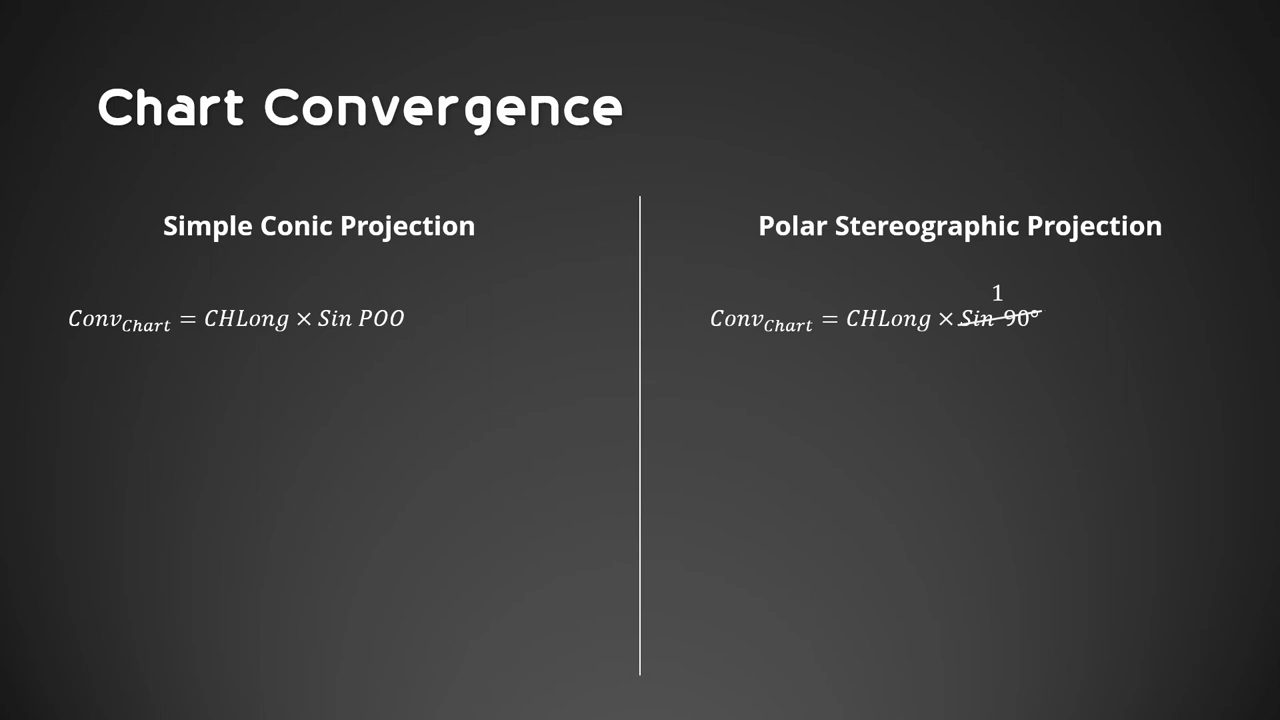 Chart Convergence
Simple Conic Projection
Conv_Chart = CHLong × Sin POO
Polar Stereographic Projection
1
Conv_Chart = CHLong × Sin 90°